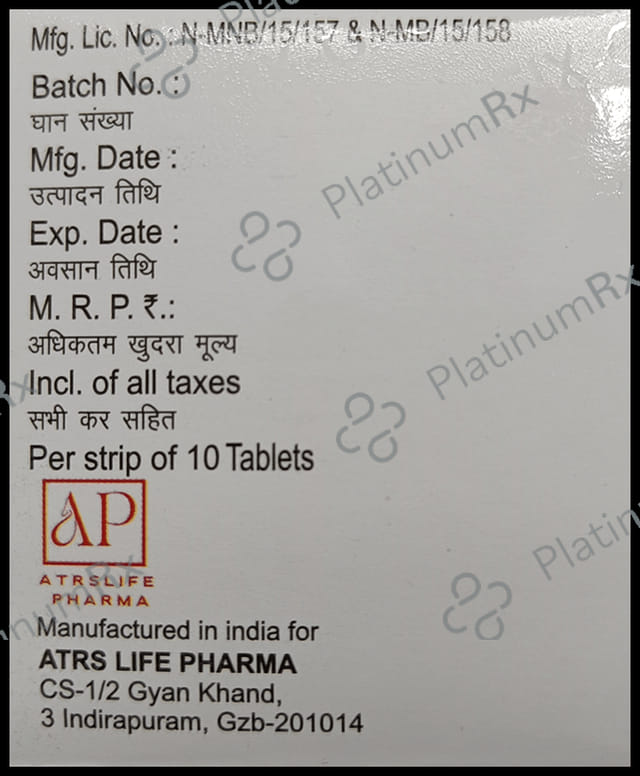 Mfg. Lic. No.: N-MNB/15/157 & N-MB/15/158
Batch No. :
घान संख्या
Mfg. Date :
उत्पादन तिथि
Exp. Date :
अवसान तिथि
M. R. P. ₹.:
अधिकतम खुदरा मूल्य
Incl. of all taxes
सभी कर सहित
Per strip of 10 Tablets
AP
ATRSLIFE
PHARMA
Manufactured in india for
ATRS LIFE PHARMA
CS-1/2 Gyan Khand,
3 Indirapuram, Gzb-201014
PlatinumRx
PlatinumRx